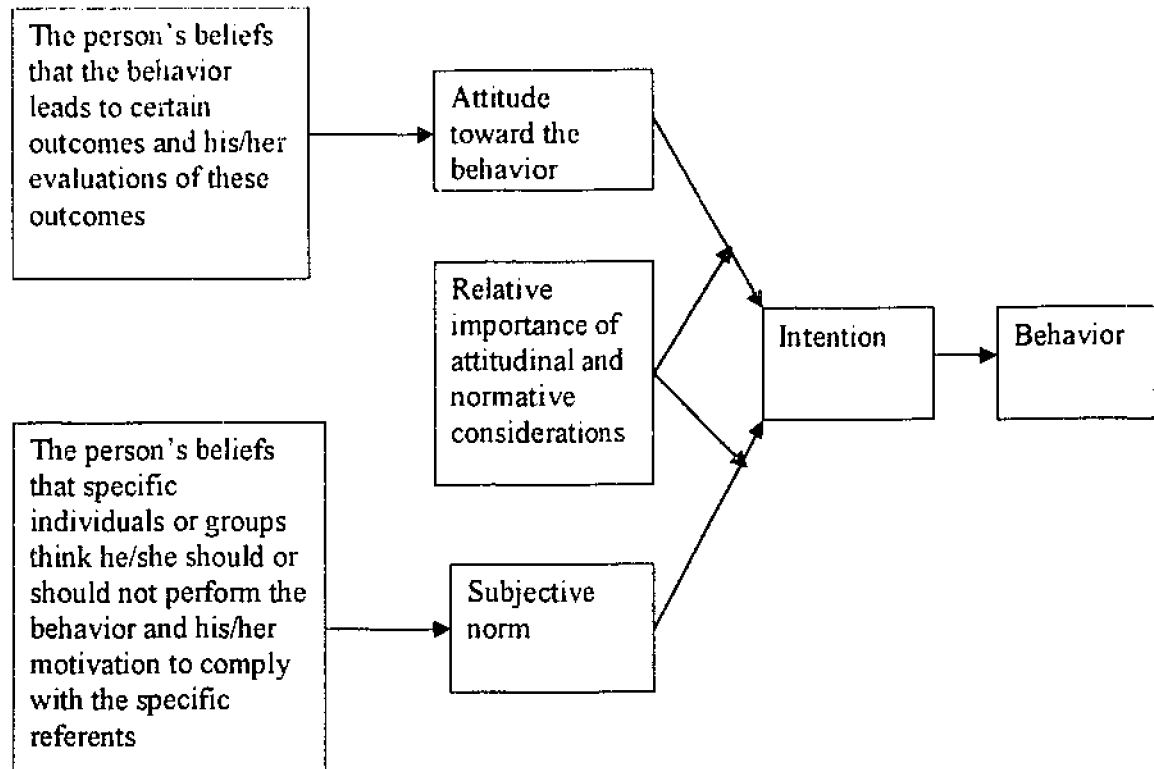 The person's beliefs
that the behavior
leads to certain
outcomes and his/her
evaluations of these
outcomes
Attitude
toward the
behavior
Relative
importance of
attitudinal and
normative
considerations
Intention
Behavior
The person's beliefs
that specific
individuals or groups
think he/she should or
should not perform the
behavior and his/her
motivation to comply
with the specific
referents
Subjective
norm